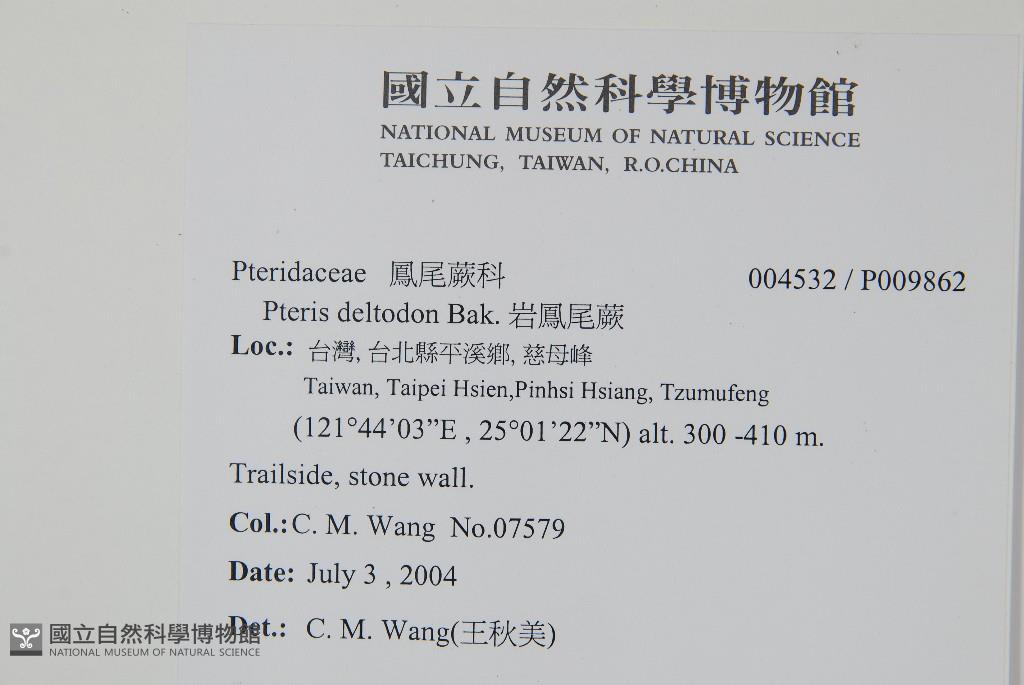 國立自然科學博物館
NATIONAL MUSEUM OF NATURAL SCIENCE
TAICHUNG, TAIWAN, R.O.CHINA
Pteridaceae 鳳尾蕨科 004532 / P009862
Pteris deltodon Bak. 岩鳳尾蕨
Loc.: 台灣, 台北縣平溪鄉, 慈母峰
Taiwan, Taipei Hsien,Pinhsi Hsiang, Tzumufeng
(121°44’03”E , 25°01’22”N) alt. 300 -410 m.
Trailside, stone wall.
Col.: C. M. Wang No.07579
Date: July 3 , 2004
Det.: C. M. Wang(王秋美)
國立自然科學博物館
NATIONAL MUSEUM OF NATURAL SCIENCE